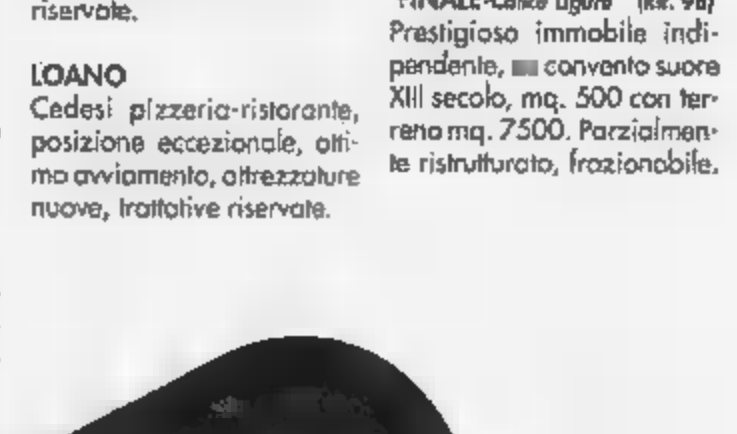 riservate.
LOANO
Cedesi pizzeria-ristorante,
posizione eccezionale, otti-
mo avviamento, attrezzature
nuove, trattative riservate.
FINALE
Prestigioso immobile indi-
pendente, convento suore
XIII secolo, mq. 500 con ter-
reno mq. 7500. Parzialmen-
te ristrutturato, frazionabile.